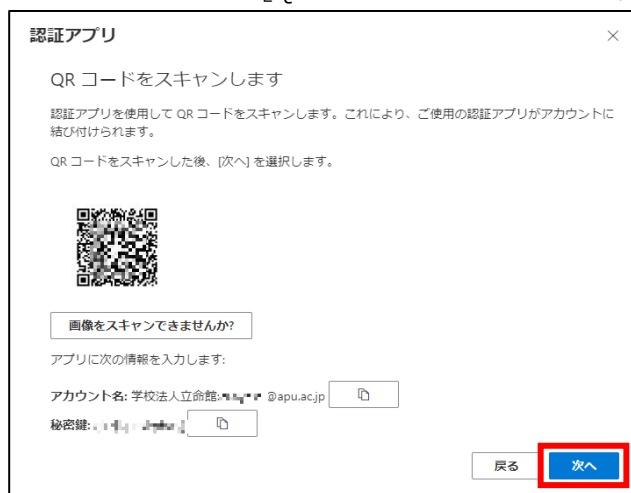 認証アプリ
QR コードをスキャンします
認証アプリを使用して QR コードをスキャンします。これにより、ご使用の認証アプリがアカウントに
結び付けられます。
QR コードをスキャンした後、[次へ] を選択します。
画像をスキャンできませんか?
アプリに次の情報を入力します:
アカウント名: 学校法人立命館: @apu.ac.jp
秘密鍵:
戻る 次へ